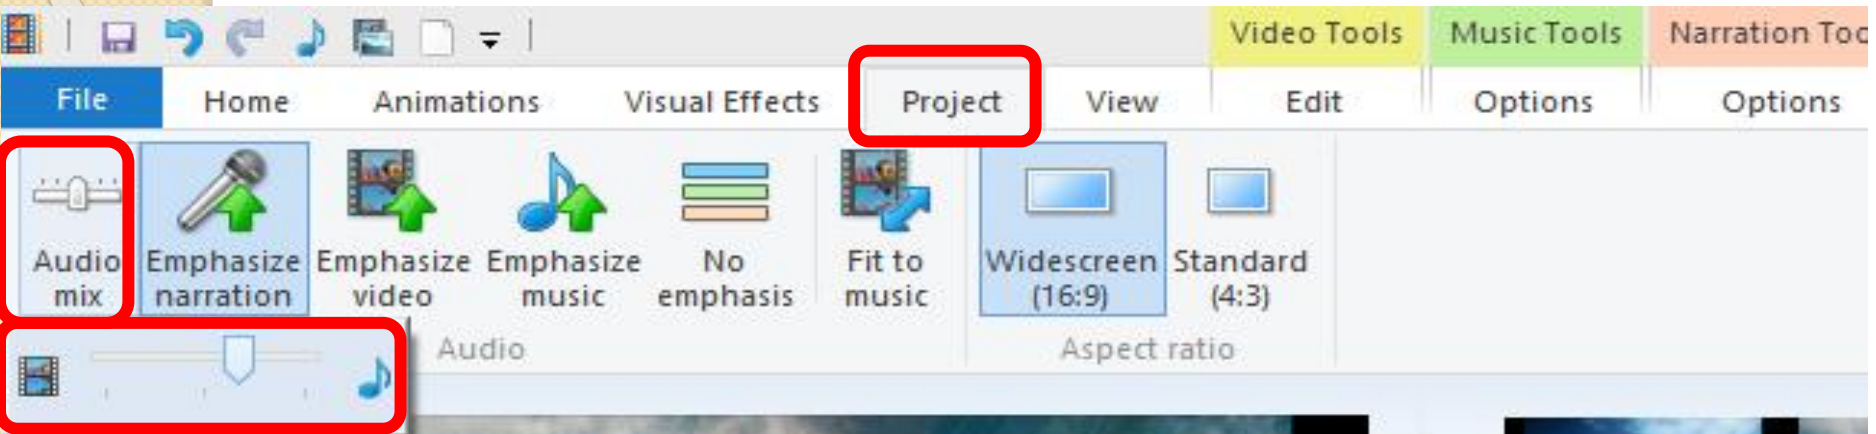 Video Tools Music Tools Narration
File Home Animations Visual Effects Project View Edit Options Options
Audio mix
Emphasize narration
Emphasize video
Emphasize music
No emphasis
Fit to music
Widescreen (16:9)
Standard (4:3)
Audio Aspect ratio